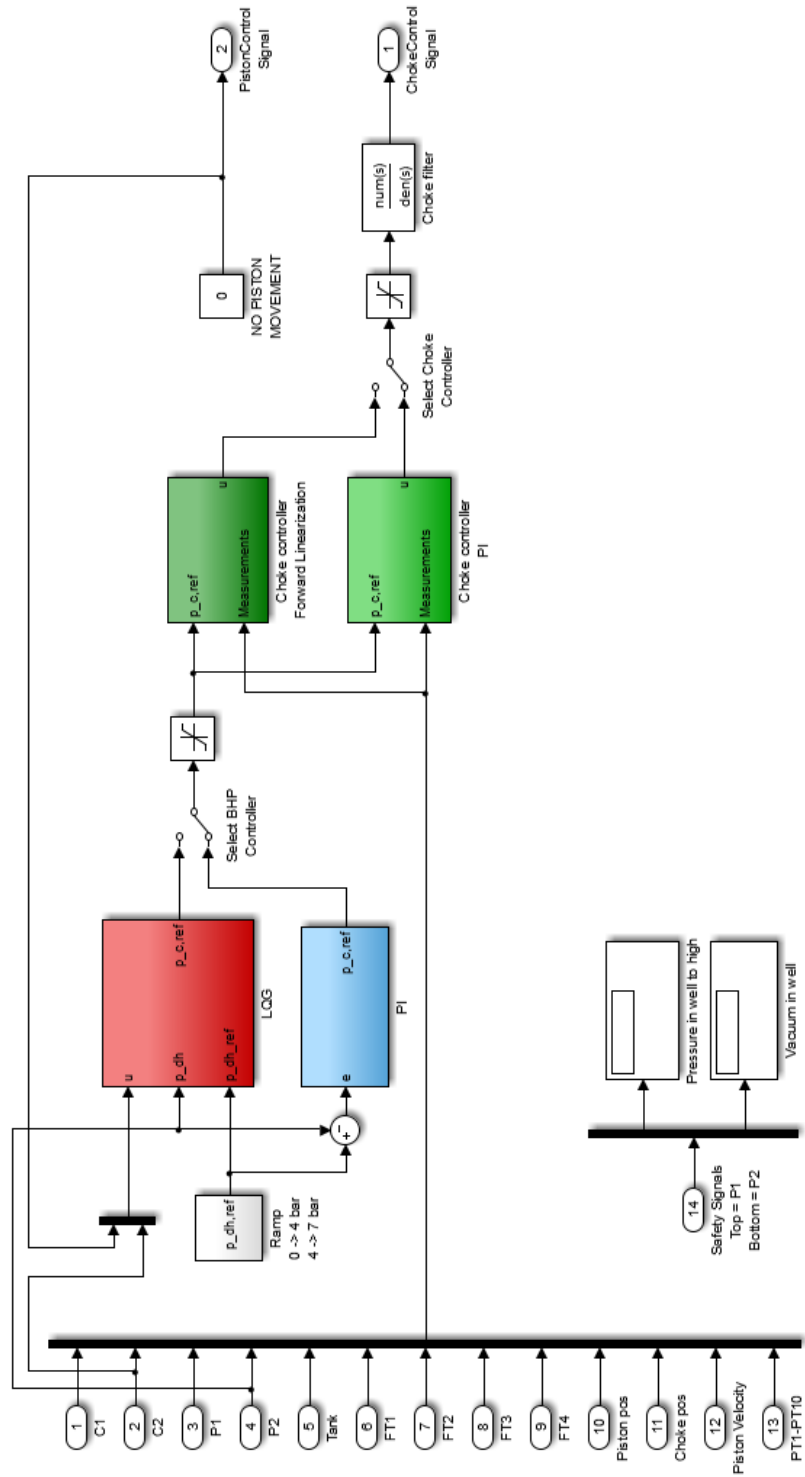 1
C1
2
C2
3
P1
4
P2
5
Tank
6
FT1
7
FT2
8
FT3
9
FT4
10
Piston pos
11
Choke pos
12
Piston Velocity
13
PT1-PT10
p_dh,ref
Ramp
0 -> 4 bar
4 -> 7 bar
+
-
u
p_dh
p_dh_ref
p_c,ref
LQG
e
p_c,ref
PI
Select BHP
Controller
p_c,ref
Measurements
u
Choke controller
Forward Linearization
p_c,ref
Measurements
u
Choke controller
PI
Select Choke
Controller
0
NO PISTON
MOVEMENT
num(s)
den(s)
Choke filter
2
PistonControl
Signal
1
ChokeControl
Signal
14
Safety Signals
Top = P1
Bottom = P2
Pressure in well to high
Vacuum in well